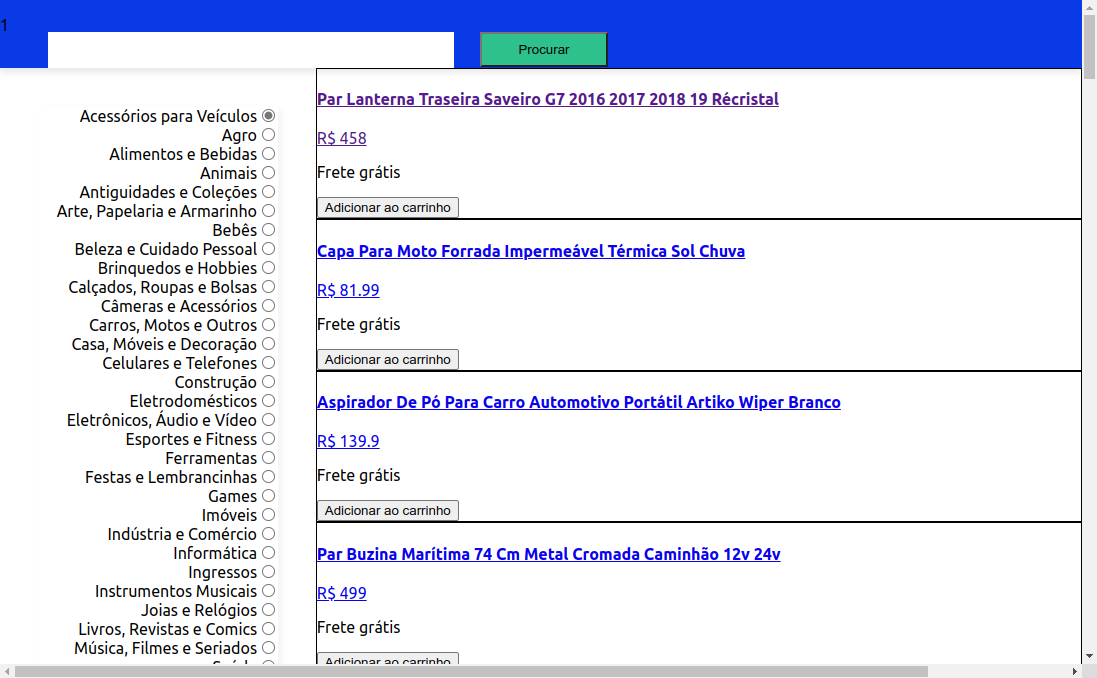 1
Procurar
Acessórios para Veículos
Agro
Alimentos e Bebidas
Animais
Antiguidades e Coleções
Arte, Papelaria e Armarinho
Bebês
Beleza e Cuidado Pessoal
Brinquedos e Hobbies
Calçados, Roupas e Bolsas
Câmeras e Acessórios
Carros, Motos e Outros
Casa, Móveis e Decoração
Celulares e Telefones
Construção
Eletrodomésticos
Eletrônicos, Áudio e Vídeo
Esportes e Fitness
Ferramentas
Festas e Lembrancinhas
Games
Imóveis
Indústria e Comércio
Informática
Ingressos
Instrumentos Musicais
Joias e Relógios
Livros, Revistas e Comics
Música, Filmes e Seriados
Par Lanterna Traseira Saveiro G7 2016 2017 2018 19 Récristal
R$ 458
Frete grátis
Adicionar ao carrinho
Capa Para Moto Forrada Impermeável Térmica Sol Chuva
R$ 81.99
Frete grátis
Adicionar ao carrinho
Aspirador De Pó Para Carro Automotivo Portátil Artiko Wiper Branco
R$ 139.9
Frete grátis
Adicionar ao carrinho
Par Buzina Marítima 74 Cm Metal Cromada Caminhão 12v 24v
R$ 499
Frete grátis
Adicionar ao carrinho